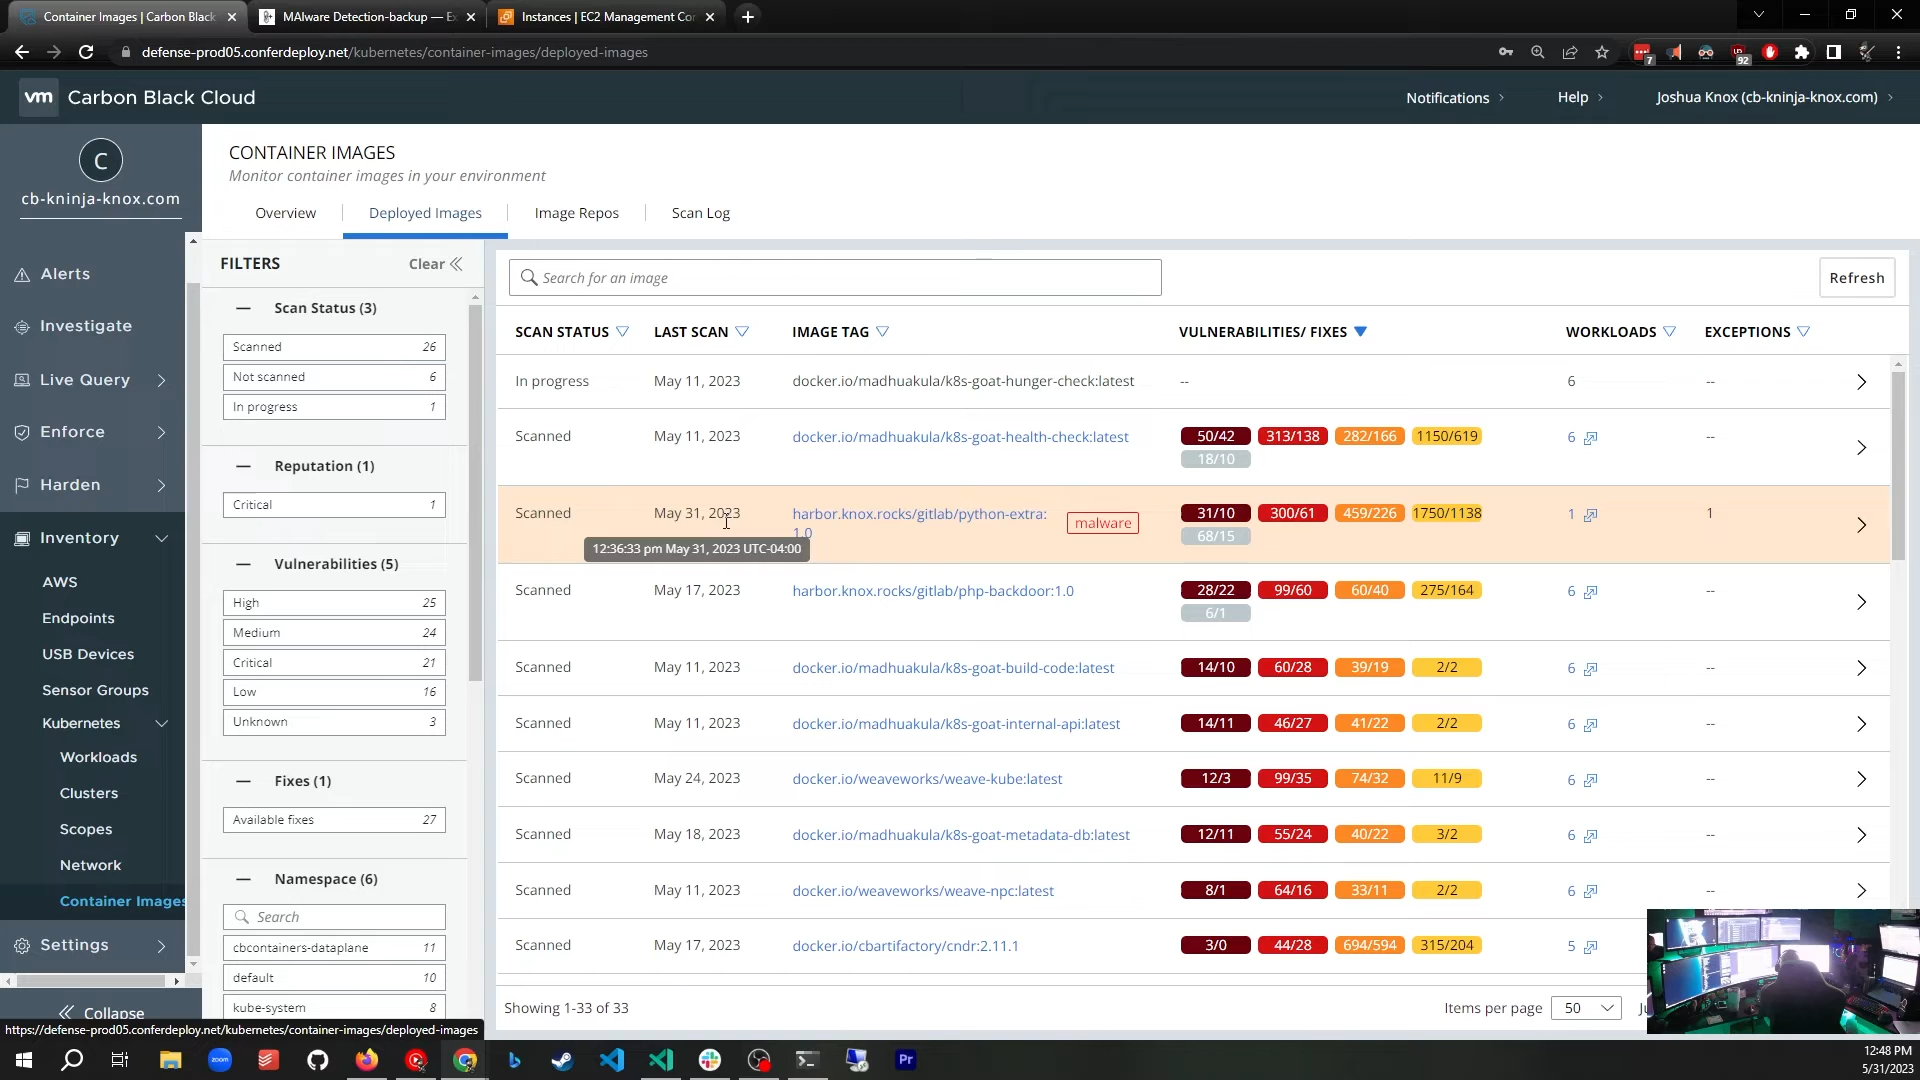 Container Images | Carbon Black
MAlware Detection-backup — Ex
Instances | EC2 Management Con
defense-prod05.conferdeploy.net/kubernetes/container-images/deployed-images
7
92
vm Carbon Black Cloud
Notifications
Help
Joshua Knox (cb-kninja-knox.com)
C
cb-kninja-knox.com
Alerts
Investigate
Live Query
Enforce
Harden
Inventory
AWS
Endpoints
USB Devices
Sensor Groups
Kubernetes
Workloads
Clusters
Scopes
Network
Container Images
Settings
Collapse
CONTAINER IMAGES
Monitor container images in your environment
Overview
Deployed Images
Image Repos
Scan Log
FILTERS
Clear
Scan Status (3)
Scanned 26
Not scanned 6
In progress 1
Reputation (1)
Critical 1
Vulnerabilities (5)
High 25
Medium 24
Critical 21
Low 16
Unknown 3
Fixes (1)
Available fixes 27
Namespace (6)
Search
cbcontainers-dataplane 11
default 10
kube-system 8
Search for an image
Refresh
SCAN STATUS LAST SCAN IMAGE TAG VULNERABILITIES/ FIXES WORKLOADS EXCEPTIONS
In progress May 11, 2023 docker.io/madhuakula/k8s-goat-hunger-check:latest -- 6 --
Scanned May 11, 2023 docker.io/madhuakula/k8s-goat-health-check:latest 50/42 313/138 282/166 1150/619 6 --
18/10
Scanned May 31, 2023 harbor.knox.rocks/gitlab/python-extra: malware 31/10 300/61 459/226 1750/1138 1 1
1.0 68/15
12:36:33 pm May 31, 2023 UTC-04:00
Scanned May 17, 2023 harbor.knox.rocks/gitlab/php-backdoor:1.0 28/22 99/60 60/40 275/164 6 --
6/1
Scanned May 11, 2023 docker.io/madhuakula/k8s-goat-build-code:latest 14/10 60/28 39/19 2/2 6 --
Scanned May 11, 2023 docker.io/madhuakula/k8s-goat-internal-api:latest 14/11 46/27 41/22 2/2 6 --
Scanned May 24, 2023 docker.io/weaveworks/weave-kube:latest 12/3 99/35 74/32 11/9 6 --
Scanned May 18, 2023 docker.io/madhuakula/k8s-goat-metadata-db:latest 12/11 55/24 40/22 3/2 6 --
Scanned May 11, 2023 docker.io/weaveworks/weave-npc:latest 8/1 64/16 33/11 2/2 6 --
Scanned May 17, 2023 docker.io/cbartifactory/cndr:2.11.1 3/0 44/28 694/594 315/204 5
Showing 1-33 of 33
Items per page 50
https://defense-prod05.conferdeploy.net/kubernetes/container-images/deployed-images
zoom
Pr
12:48 PM
5/31/2023